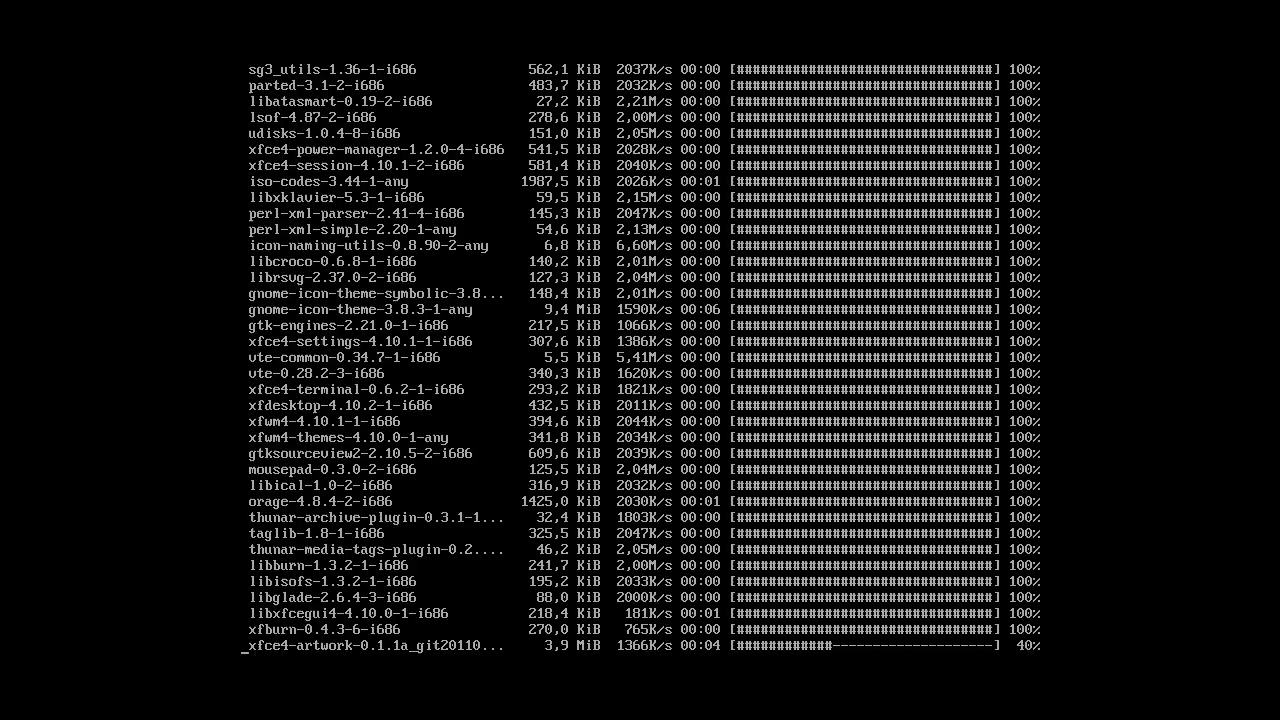 sg3_utils-1.36-1-i686 562,1 KiB 2037K/s 00:00 [################################] 100%
parted-3.1-2-i686 483,7 KiB 2032K/s 00:00 [################################] 100%
libatasmart-0.19-2-i686 27,2 KiB 2,21M/s 00:00 [################################] 100%
lsof-4.87-2-i686 278,6 KiB 2,00M/s 00:00 [################################] 100%
udisks-1.0.4-8-i686 151,0 KiB 2,05M/s 00:00 [################################] 100%
xfce4-power-manager-1.2.0-4-i686 541,5 KiB 2028K/s 00:00 [################################] 100%
xfce4-session-4.10.1-2-i686 581,4 KiB 2040K/s 00:00 [################################] 100%
iso-codes-3.44-1-any 1987,5 KiB 2026K/s 00:01 [################################] 100%
libxklavier-5.3-1-i686 59,5 KiB 2,15M/s 00:00 [################################] 100%
perl-xml-parser-2.41-4-i686 145,3 KiB 2047K/s 00:00 [################################] 100%
perl-xml-simple-2.20-1-any 54,6 KiB 2,13M/s 00:00 [################################] 100%
icon-naming-utils-0.8.90-2-any 6,8 KiB 6,60M/s 00:00 [################################] 100%
libcroco-0.6.8-1-i686 140,2 KiB 2,01M/s 00:00 [################################] 100%
librsvg-2.37.0-2-i686 127,3 KiB 2,04M/s 00:00 [################################] 100%
gnome-icon-theme-symbolic-3.8... 148,4 KiB 2,01M/s 00:00 [################################] 100%
gnome-icon-theme-3.8.3-1-any 9,4 MiB 1590K/s 00:06 [################################] 100%
gtk-engines-2.21.0-1-i686 217,5 KiB 1066K/s 00:00 [################################] 100%
xfce4-settings-4.10.1-1-i686 307,6 KiB 1386K/s 00:00 [################################] 100%
vte-common-0.34.7-1-i686 5,5 KiB 5,41M/s 00:00 [################################] 100%
vte-0.28.2-3-i686 340,3 KiB 1620K/s 00:00 [################################] 100%
xfce4-terminal-0.6.2-1-i686 293,2 KiB 1821K/s 00:00 [################################] 100%
xfdesktop-4.10.2-1-i686 432,5 KiB 2011K/s 00:00 [################################] 100%
xfwm4-4.10.1-1-i686 394,6 KiB 2044K/s 00:00 [################################] 100%
xfwm4-themes-4.10.0-1-any 341,8 KiB 2034K/s 00:00 [################################] 100%
gtksourceview2-2.10.5-2-i686 609,6 KiB 2039K/s 00:00 [################################] 100%
mousepad-0.3.0-2-i686 125,5 KiB 2,04M/s 00:00 [################################] 100%
libical-1.0-2-i686 316,9 KiB 2032K/s 00:00 [################################] 100%
orage-4.8.4-2-i686 1425,0 KiB 2030K/s 00:01 [################################] 100%
thunar-archive-plugin-0.3.1-1... 32,4 KiB 1803K/s 00:00 [################################] 100%
taglib-1.8-1-i686 325,5 KiB 2047K/s 00:00 [################################] 100%
thunar-media-tags-plugin-0.2.... 46,2 KiB 2,05M/s 00:00 [################################] 100%
libburn-1.3.2-1-i686 241,7 KiB 2,00M/s 00:00 [################################] 100%
libisofs-1.3.2-1-i686 195,2 KiB 2033K/s 00:00 [################################] 100%
libglade-2.6.4-3-i686 88,0 KiB 2000K/s 00:00 [################################] 100%
libxfcegui4-4.10.0-1-i686 218,4 KiB 181K/s 00:01 [################################] 100%
xfburn-0.4.3-6-i686 270,0 KiB 765K/s 00:00 [################################] 100%
_xfce4-artwork-0.1.1a_git20110... 3,9 MiB 1366K/s 00:04 [############--------------------] 40%